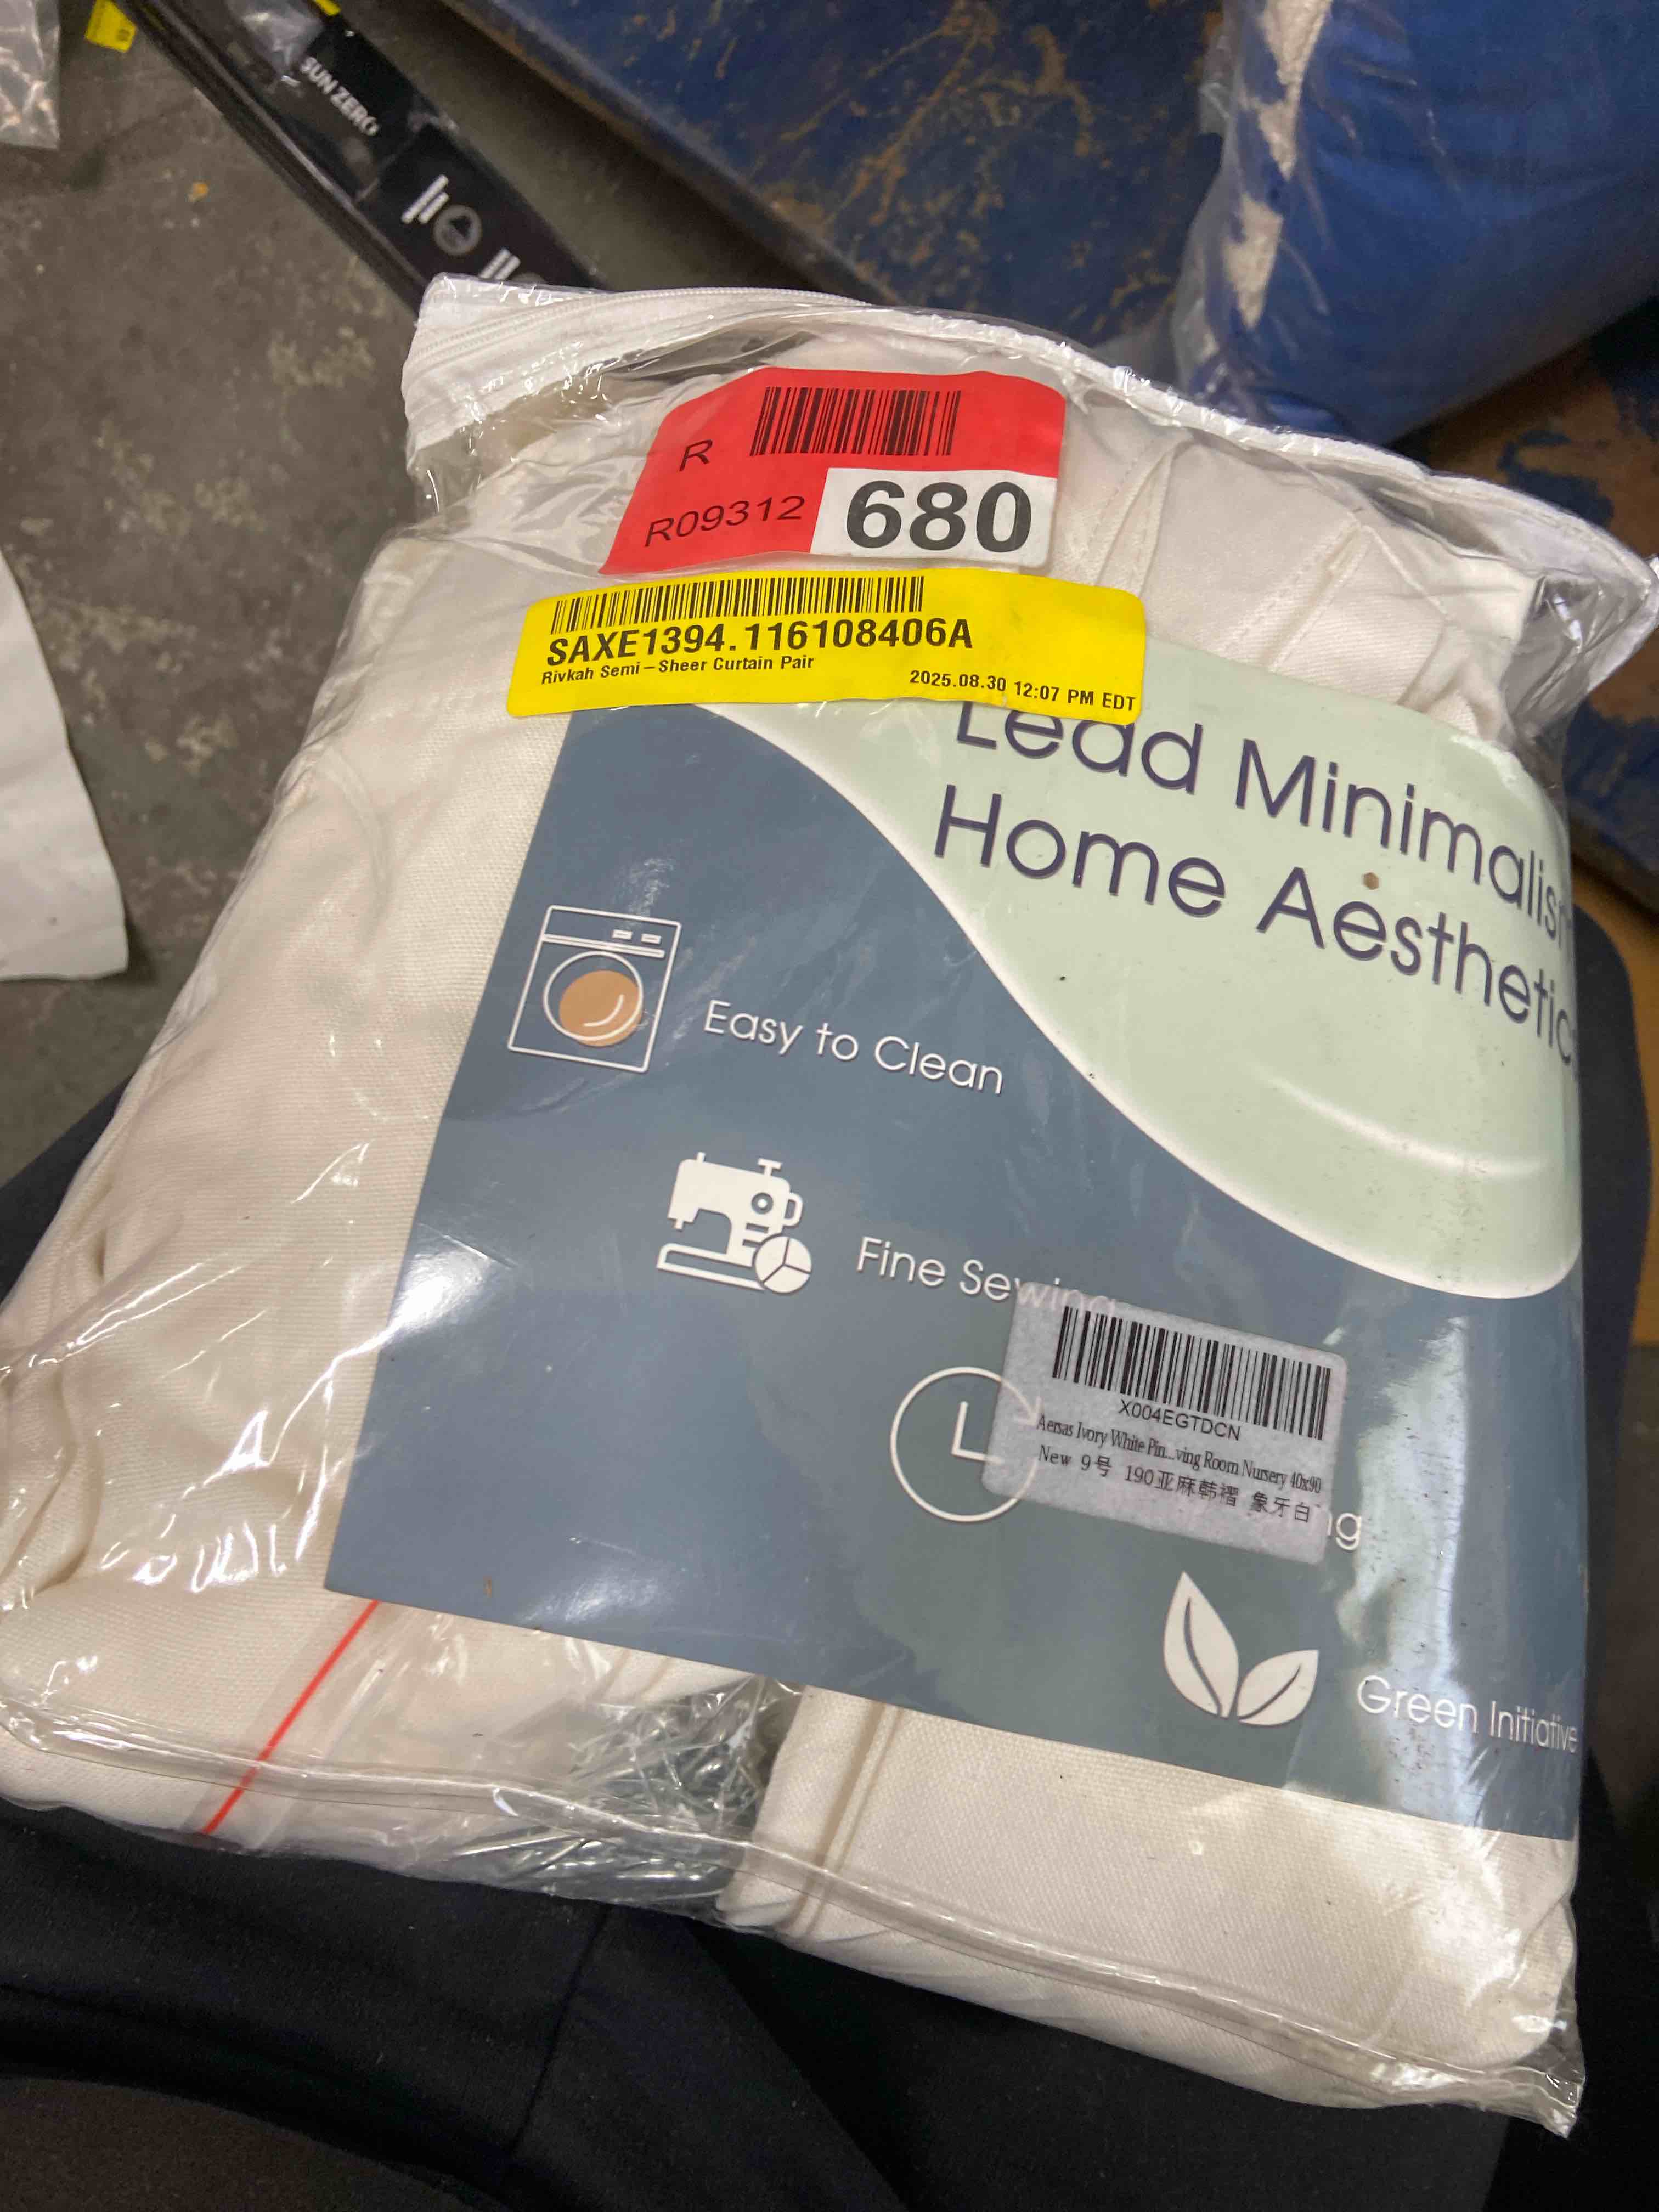 SUN ZERO
R
R09312
680
SAXE1394.116108406A
Rivkah Semi-Sheer Curtain Pair
2025.08.30 12:07 PM EDT
Lead Minimalism
Home Aesthetic
Easy to Clean
Fine Sewing
X004EGTDCN
Aersas Ivory White Pin...ving Room Nursery 40x90
New 9号 190亚麻韩褶 象牙白
ng
Green Initiative